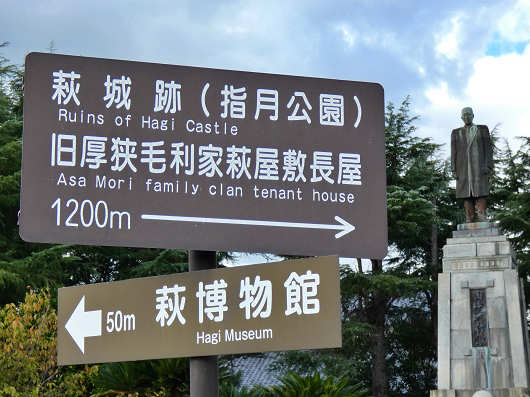 萩城跡(指月公園)
Ruins of Hagi Castle
旧厚狭毛利家萩屋敷長屋
Asa Mori family clan tenant house
1200m
50m 萩博物館
Hagi Museum